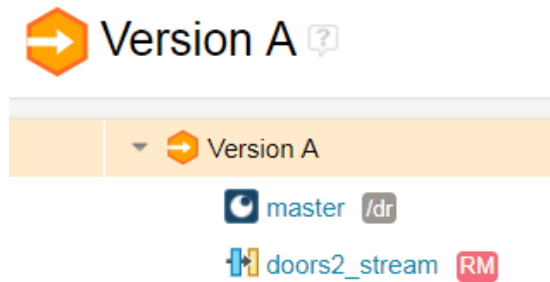 Version A ?
Version A
master /dr
doors2_stream RM